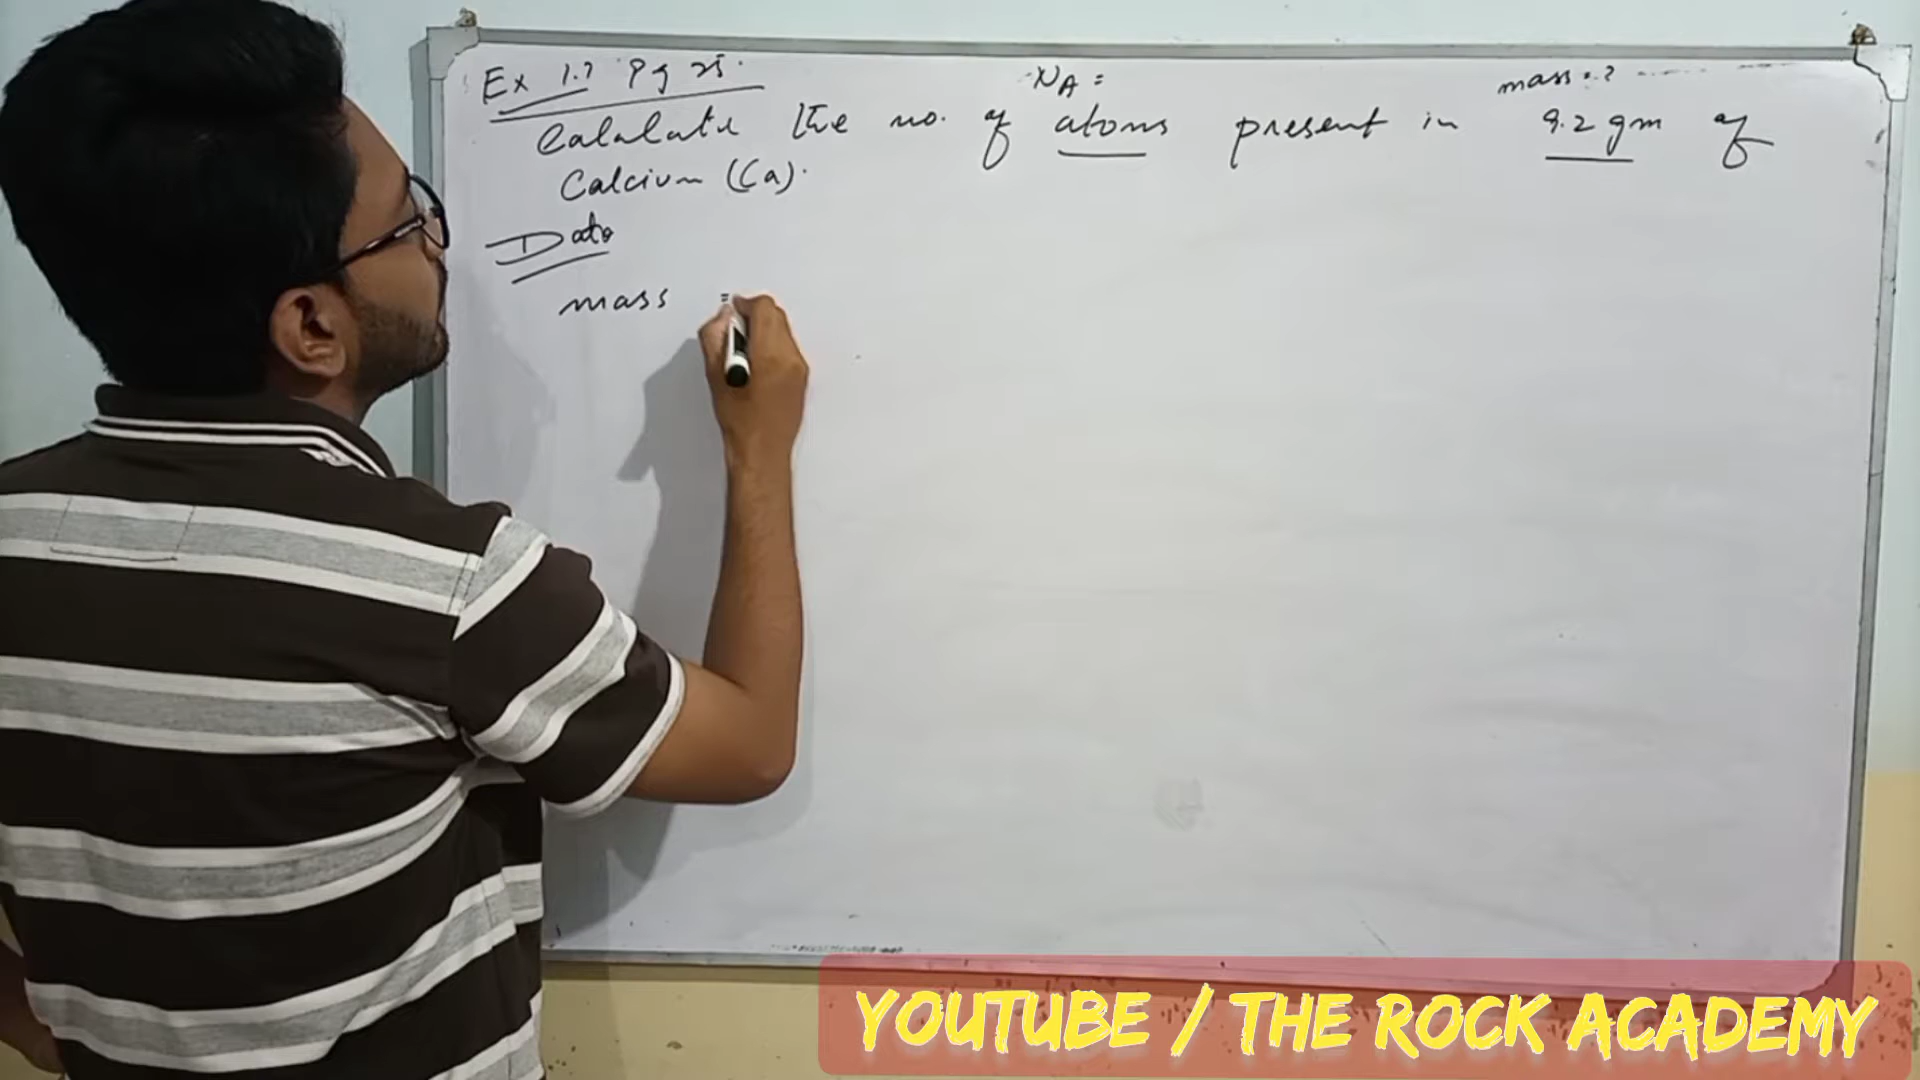 Ex 1.7 Pg 25.
NA =
mass = ?
Calculate the no. of atoms present in 9.2 gm of
Calcium (Ca).
Data
mass =
YOUTUBE / THE ROCK ACADEMY